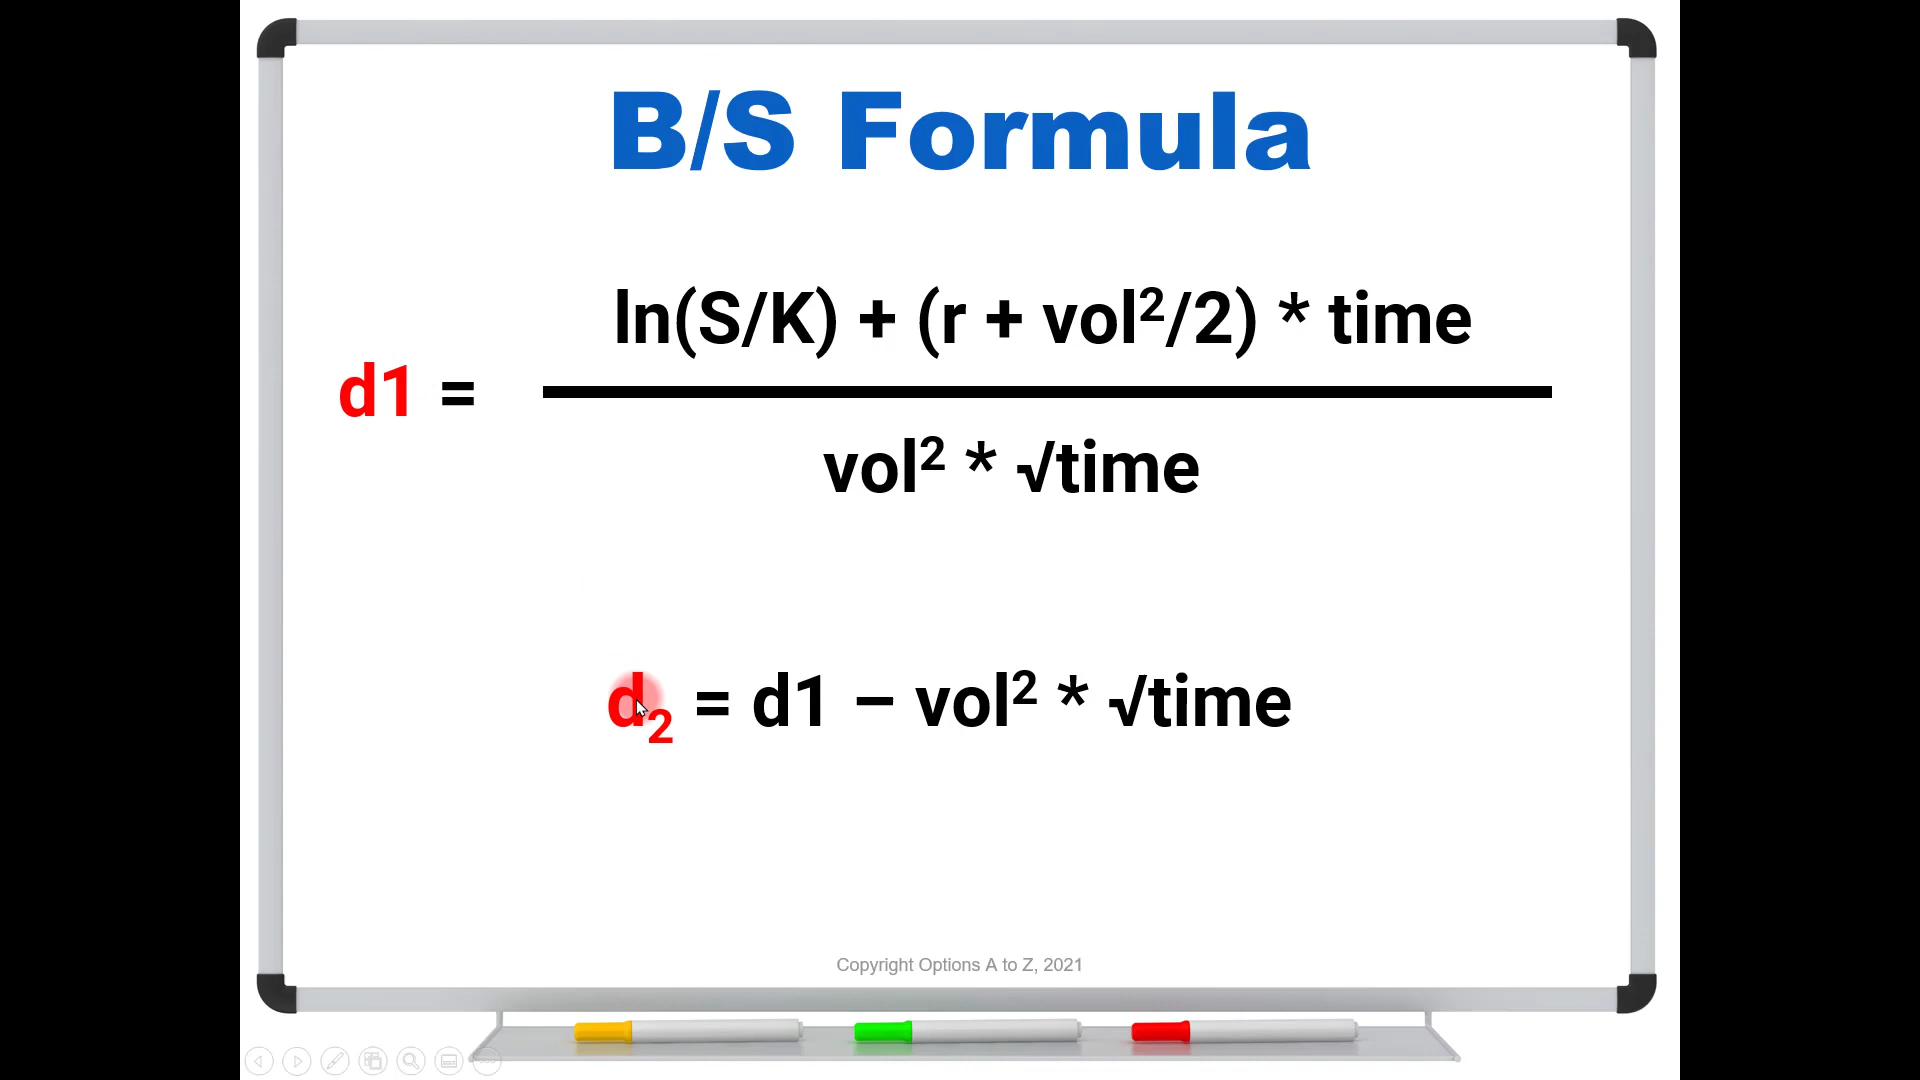 B/S Formula
ln(S/K) + (r + vol²/2) * time
d1 =
vol² * √time
d₂ = d1 – vol² * √time
Copyright Options A to Z, 2021